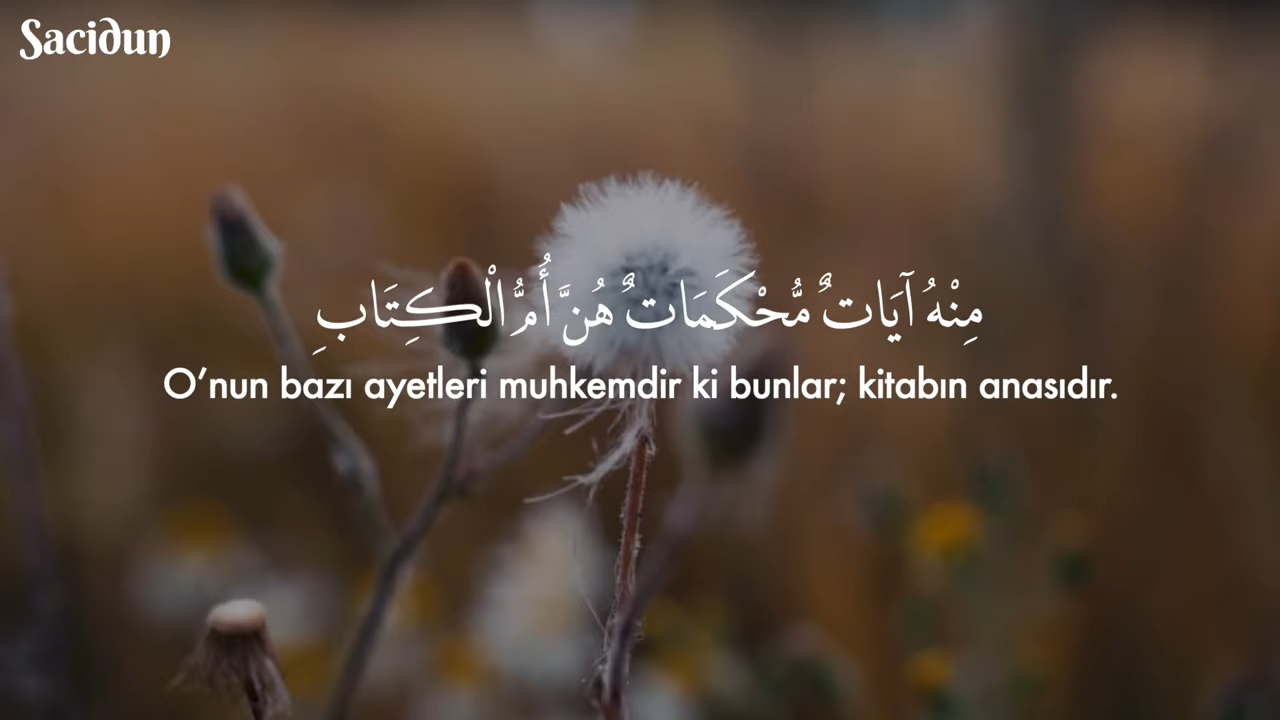 Sacidun
مِنْهُ آيَاتٌ مُّحْكَمَاتٌ هُنَّ أُمُّ الْكِتَابِ
O’nun bazı ayetleri muhkemdir ki bunlar; kitabın anasıdır.